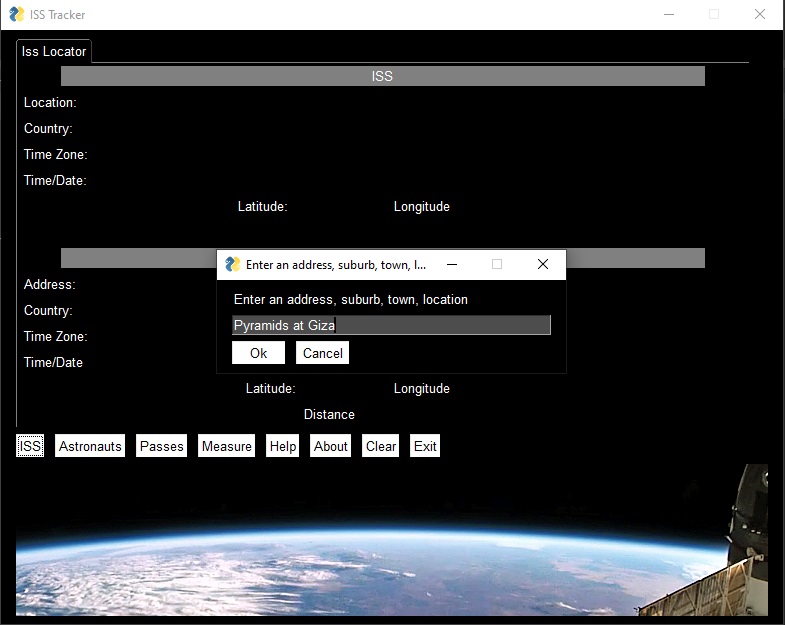 ISS Tracker
Iss Locator
ISS
Location:
Country:
Time Zone:
Time/Date:
Latitude: Longitude
Enter an address, suburb, town, l...
Address:
Enter an address, suburb, town, location
Country:
Pyramids at Giza
Time Zone:
Ok Cancel
Time/Date
Latitude: Longitude
Distance
ISS Astronauts Passes Measure Help About Clear Exit